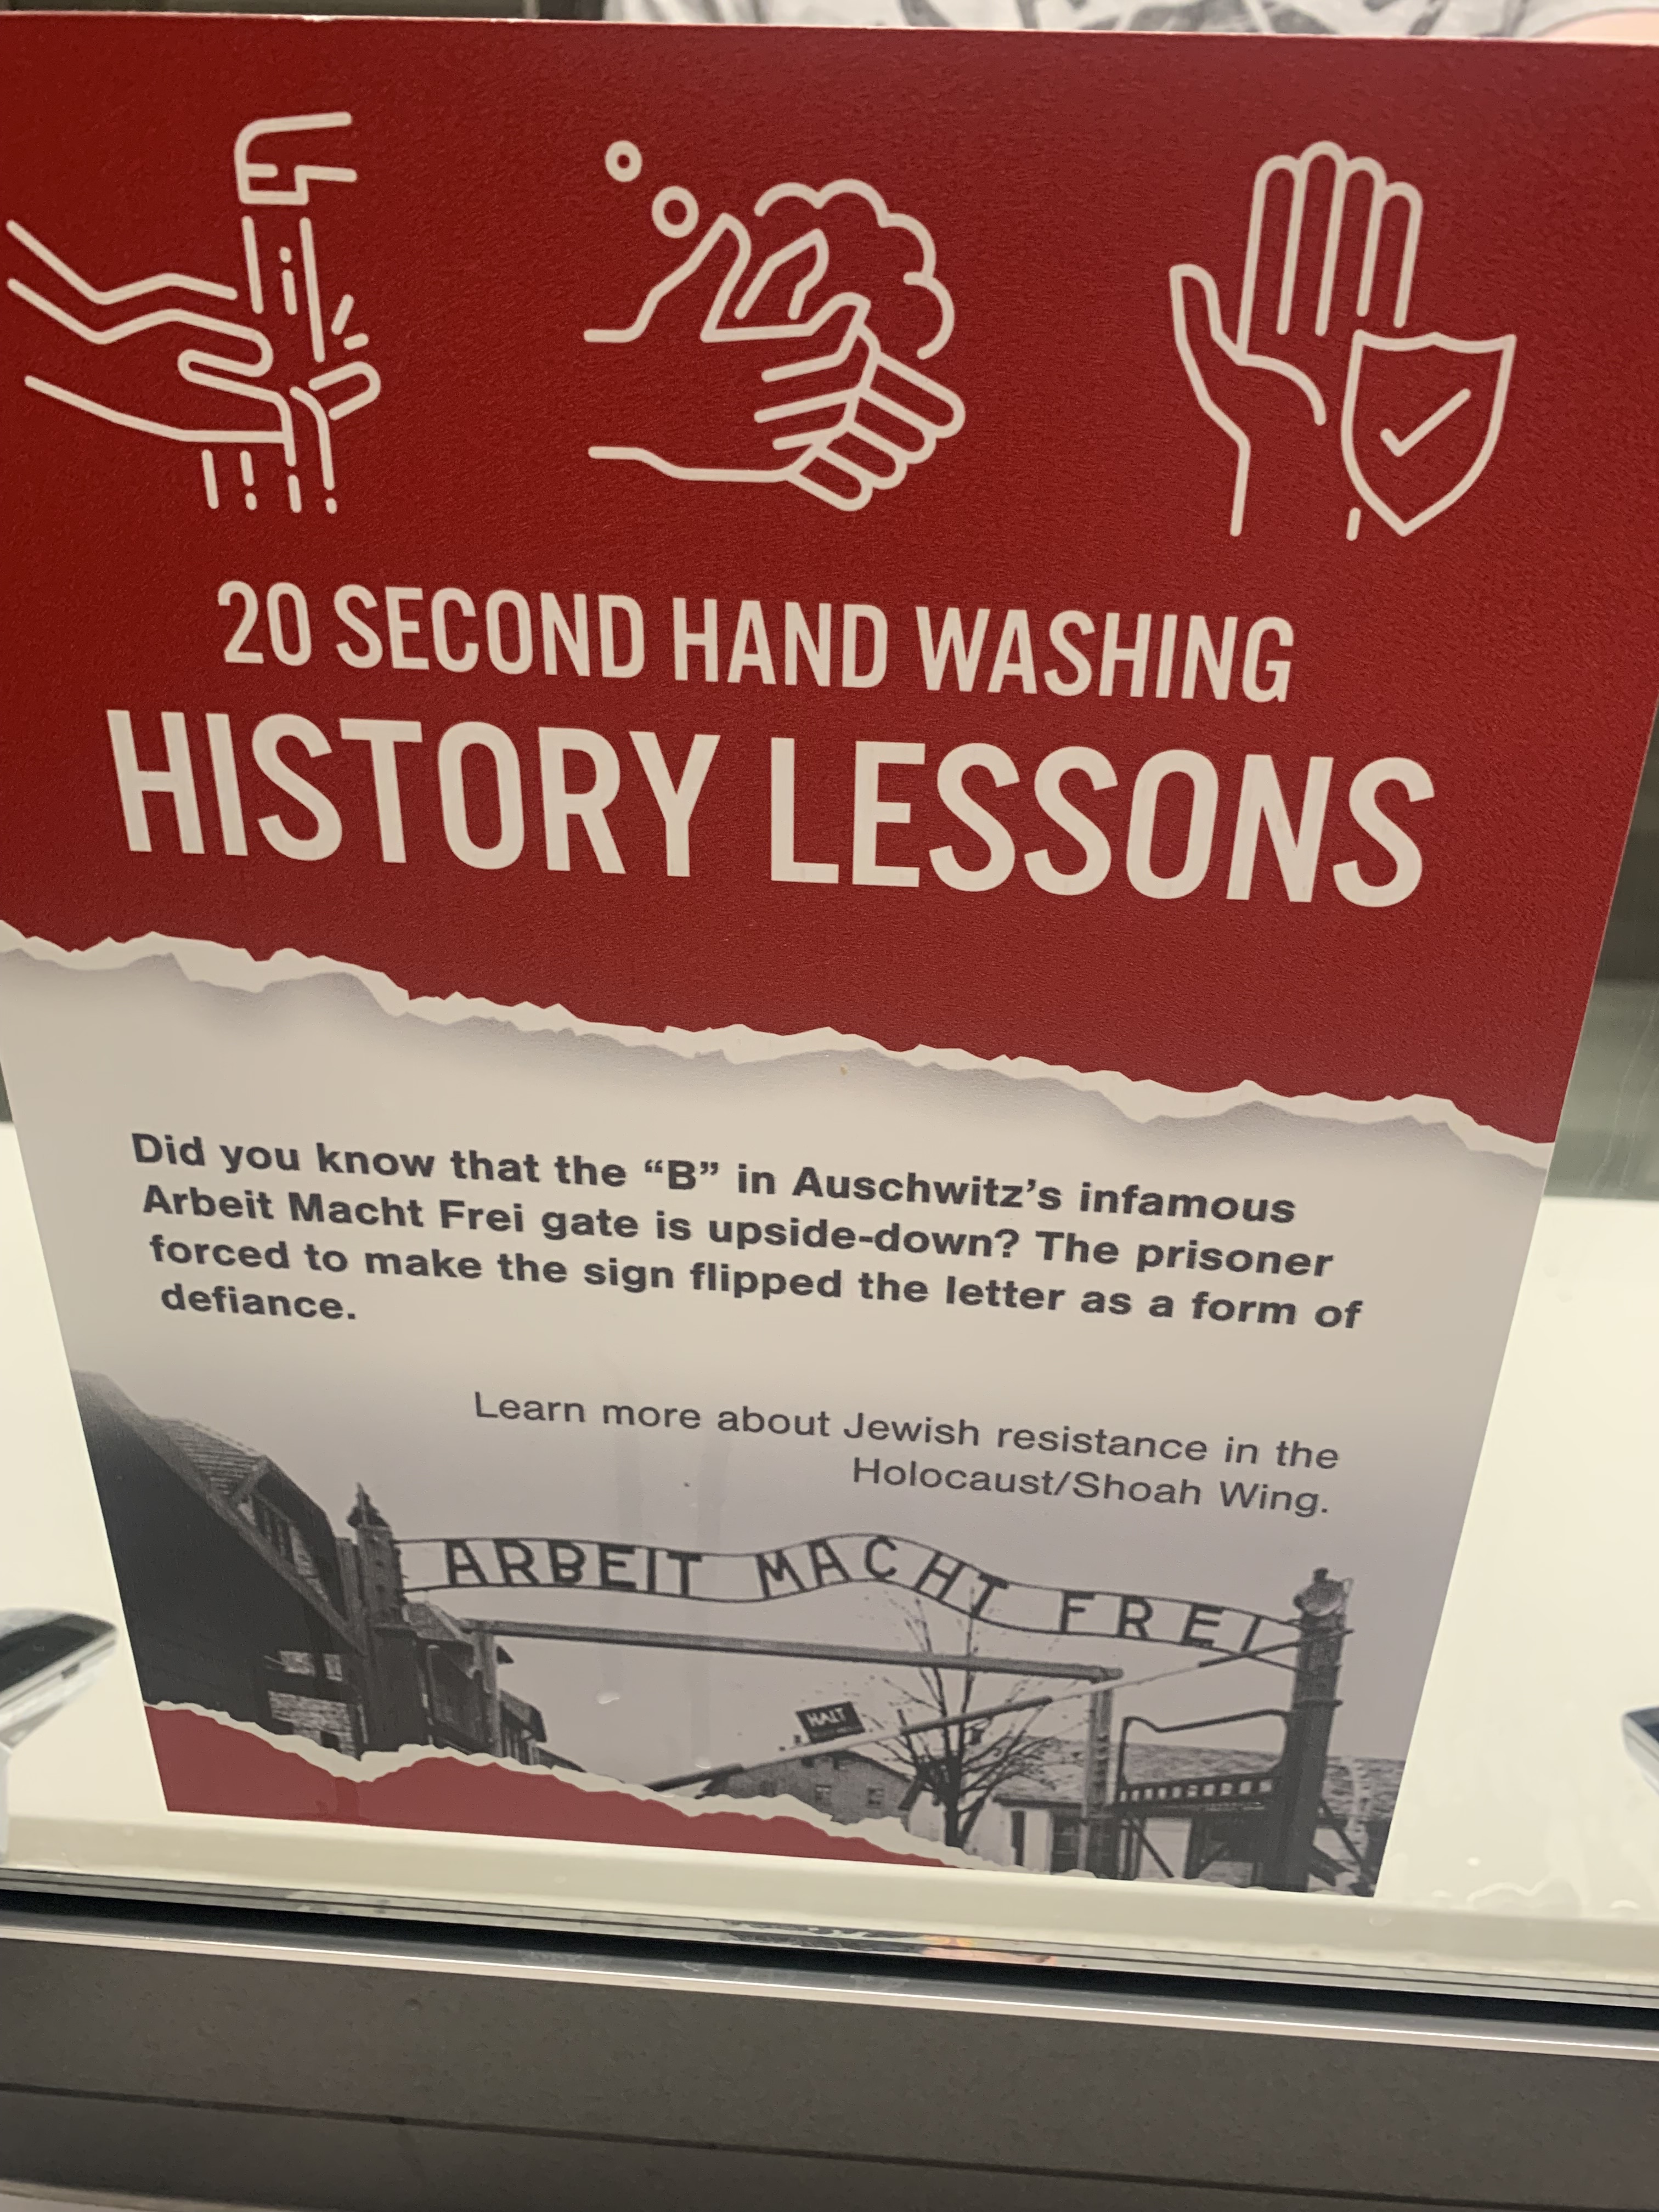 20 SECOND HAND WASHING
HISTORY LESSONS
Did you know that the “B” in Auschwitz’s infamous
Arbeit Macht Frei gate is upside-down? The prisoner
forced to make the sign flipped the letter as a form of
defiance.
Learn more about Jewish resistance in the
Holocaust/Shoah Wing.
ARBEIT MACHT FREI
HALT